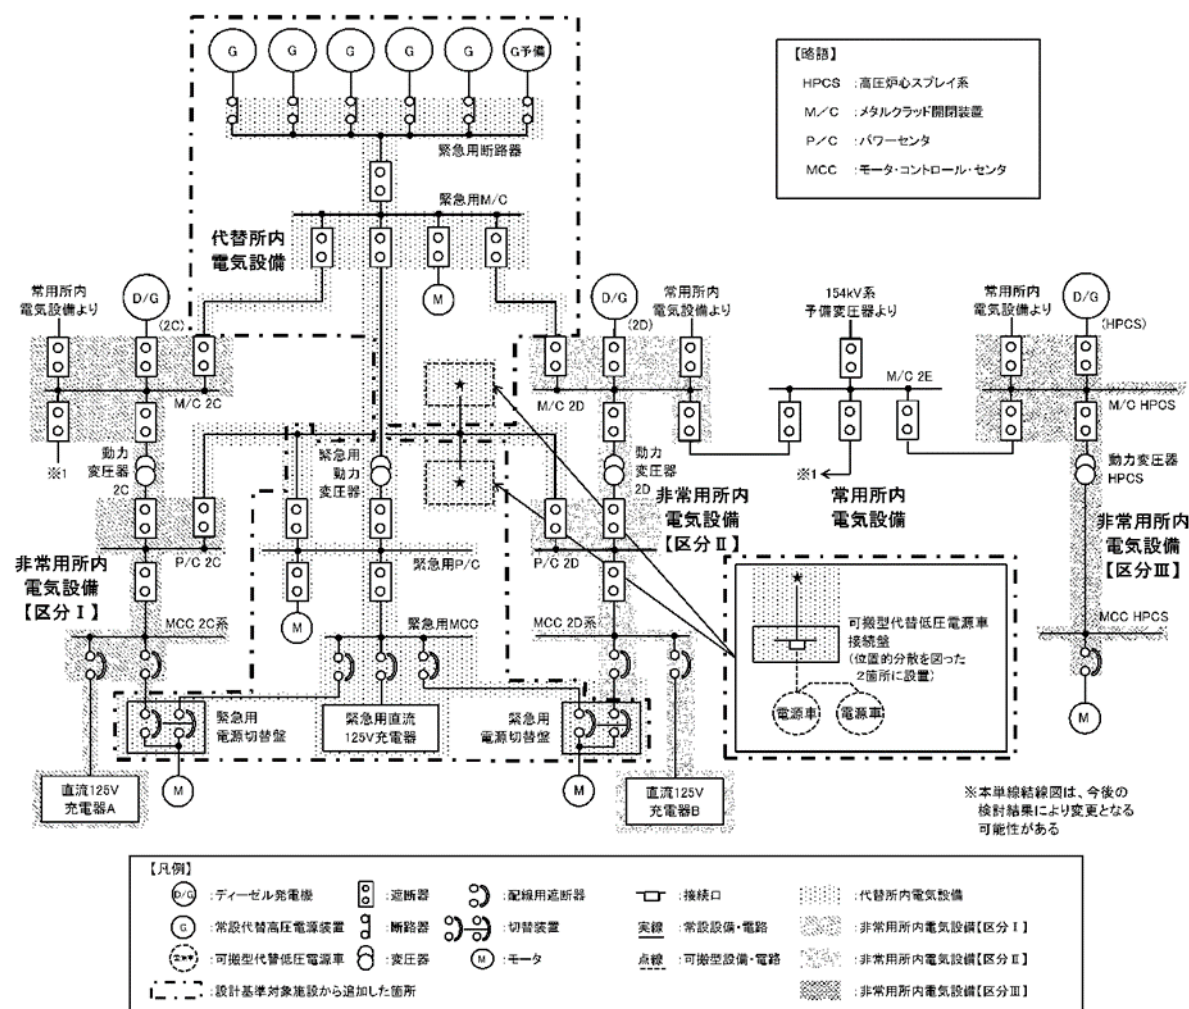 G
G
G
G
G
G予備
緊急用断路器
緊急用M/C
代替所内
電気設備
【略語】
HPCS :高圧炉心スプレイ系
M/C :メタルクラッド開閉装置
P/C :パワーセンタ
MCC :モータ・コントロール・センタ
常用所内
電気設備より
D/G
(2C)
M
D/G
(2D)
常用所内
電気設備より
154kV系
予備変圧器より
常用所内
電気設備より
D/G
(HPCS)
M/C 2C
M/C 2D
M/C 2E
M/C HPCS
※1
動力
変圧器
2C
緊急用
動力
変圧器
★
★
動力
変圧器
2D
※1
常用所内
電気設備
動力変圧器
HPCS
非常用所内
電気設備
【区分Ⅱ】
非常用所内
電気設備
【区分Ⅲ】
P/C 2C
緊急用P/C
P/C 2D
非常用所内
電気設備
【区分Ⅰ】
M
MCC 2C系
緊急用MCC
MCC 2D系
MCC HPCS
★
可搬型代替低圧電源車
接続盤
(位置的分散を図った
2箇所に設置)
電源車
電源車
緊急用
電源切替盤
緊急用直流
125V充電器
緊急用
電源切替盤
M
M
M
直流125V
充電器A
直流125V
充電器B
※本単線結線図は、今後の
検討結果により変更となる
可能性がある
【凡例】
D/G :ディーゼル発電機
:遮断器
:配線用遮断器
:接続口
:代替所内電気設備
G :常設代替高圧電源装置
:断路器
:切替装置
実線 :常設設備・電路
:非常用所内電気設備【区分Ⅰ】
電源車 :可搬型代替低圧電源車
:変圧器
M :モータ
点線 :可搬型設備・電路
:非常用所内電気設備【区分Ⅱ】
:設計基準対象施設から追加した箇所
:非常用所内電気設備【区分Ⅲ】